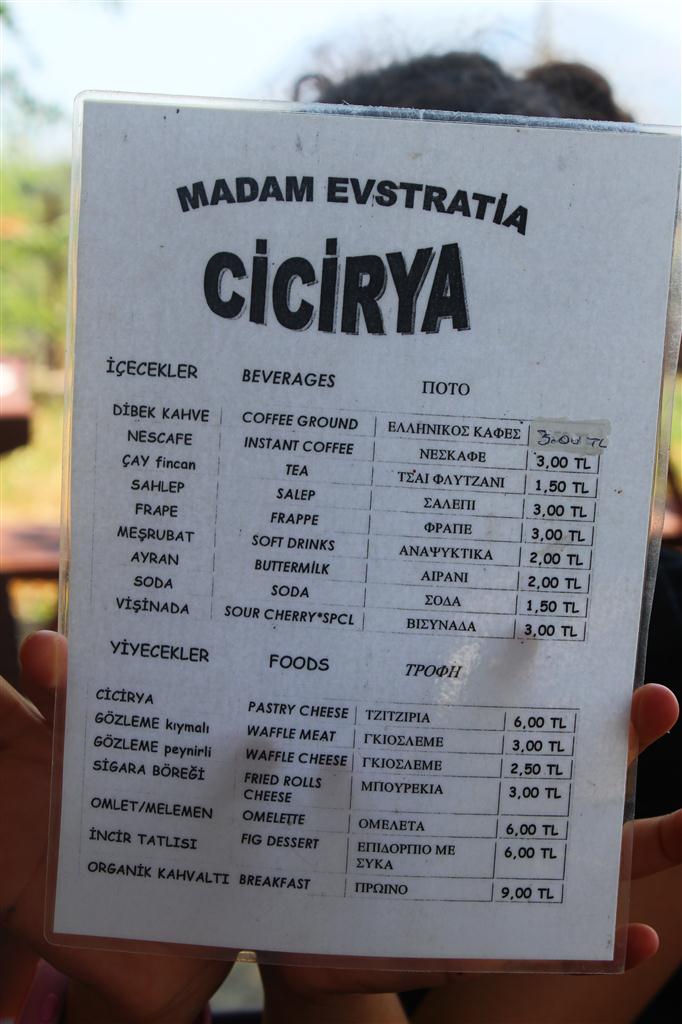 MADAM EVSTRATİA
CİCİRYA
İÇECEKLER BEVERAGES ΠΟΤΟ
DİBEK KAHVE COFFEE GROUND ΕΛΛΗΝΙΚΟΣ ΚΑΦΕΣ 3.00 TL
NESCAFE INSTANT COFFEE ΝΕΣΚΑΦΕ 3,00 TL
ÇAY fincan TEA ΤΣΑΙ ΦΛΥΤΖΑΝΙ 1,50 TL
SAHLEP SALEP ΣΑΛΕΠΙ 3,00 TL
FRAPE FRAPPE ΦΡΑΠΕ 3,00 TL
MEŞRUBAT SOFT DRINKS ΑΝΑΨΥΚΤΙΚΑ 2,00 TL
AYRAN BUTTERMILK ΑΙΡΑΝΙ 2,00 TL
SODA SODA ΣΟΔΑ 1,50 TL
VİŞİNADA SOUR CHERRY*SPCL ΒΙΣΥΝΑΔΑ 3,00 TL
YİYECEKLER FOODS ΤΡΟΦΗ
CİCİRYA PASTRY CHEESE ΤΖΙΤΖΙΡΙΑ 6,00 TL
GÖZLEME kıymalı WAFFLE MEAT ΓΚΙΟΣΛΕΜΕ 3,00 TL
GÖZLEME peynirli WAFFLE CHEESE ΓΚΙΟΣΛΕΜΕ 2,50 TL
SİGARA BÖREĞİ FRIED ROLLS ΜΠΟΥΡΕΚΙΑ 3,00 TL
CHEESE
OMLET/MELEMEN OMELETTE ΟΜΕΛΕΤΑ 6,00 TL
İNCİR TATLISI FIG DESSERT ΕΠΙΔΟΡΠΙΟ ΜΕ 6,00 TL
ΣΥΚΑ
ORGANİK KAHVALTI BREAKFAST ΠΡΩΙΝΟ 9,00 TL